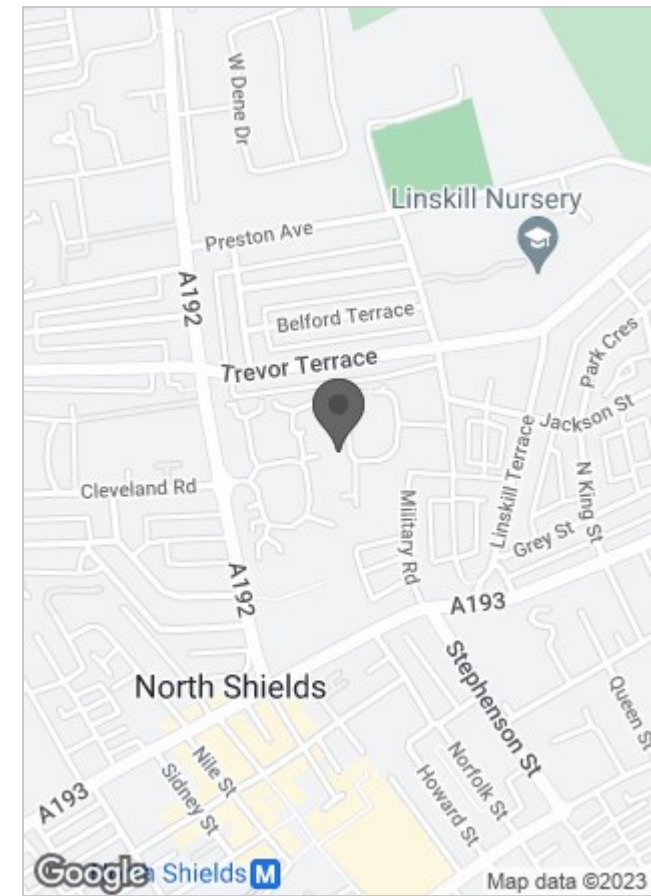 W Dene Dr
Linskill Nursery
Preston Ave
A192
Belford Terrace
Park Cres
Trevor Terrace
Jackson St
Linskill Terrace
Cleveland Rd
N King St
Military Rd
Grey St
A192
A193
North Shields
Stephenson St
Queen St
Nile St
Norfolk St
Sidney St
Howard St
A193
Google
Shields M
Map data ©2023